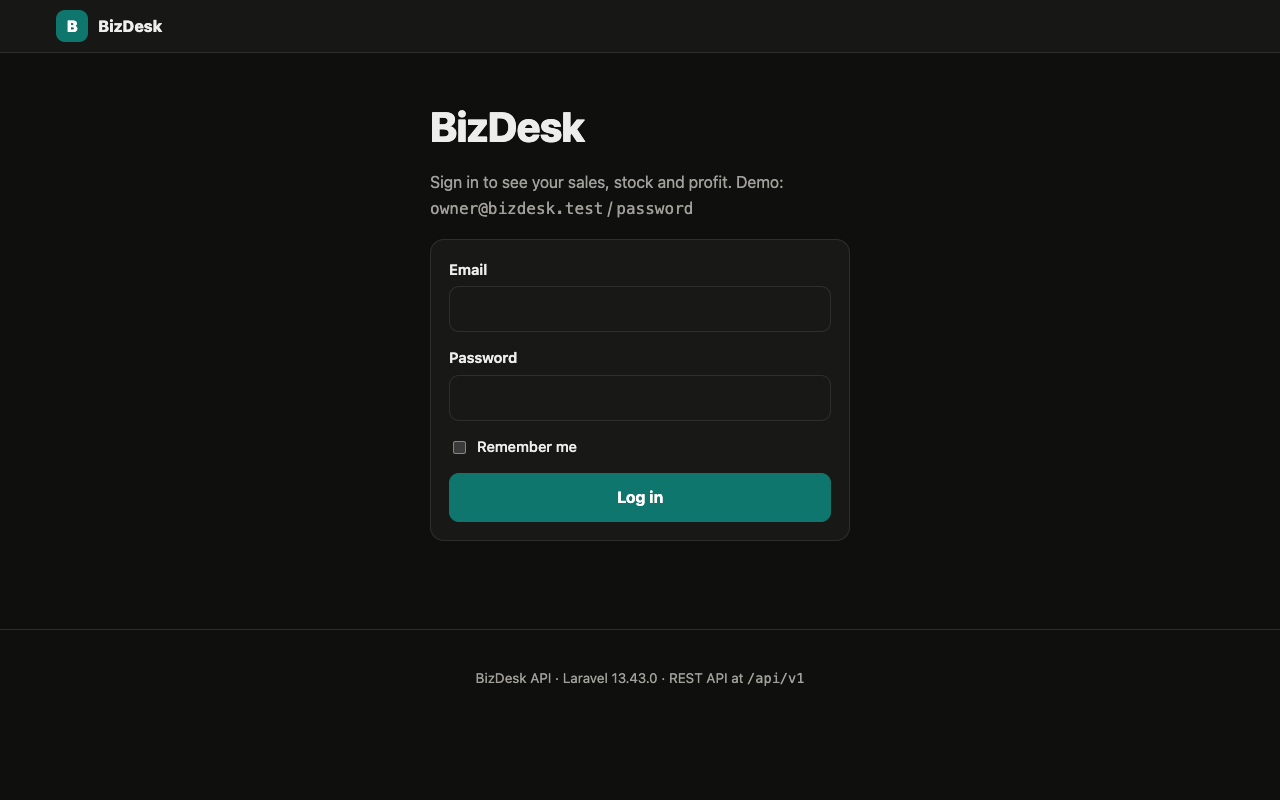 B BizDesk
BizDesk
Sign in to see your sales, stock and profit. Demo:
owner@bizdesk.test / password
Email
Password
Remember me
Log in
BizDesk API · Laravel 13.43.0 · REST API at /api/v1